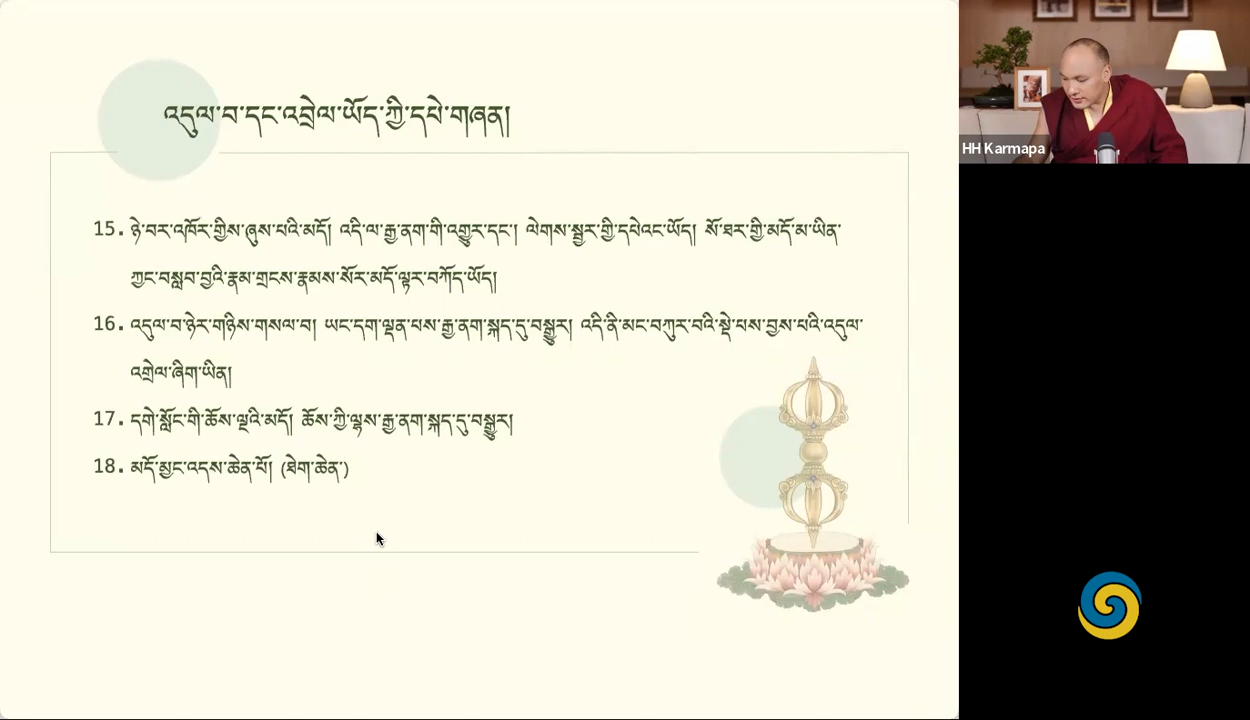 འདུལ་བ་དང་འབྲེལ་ཡོད་ཀྱི་དཔེ་གཞན།
HH Karmapa
15. ཉེ་བར་འཁོར་གྱིས་ཞུས་པའི་མདོ། འདི་ལ་རྒྱ་ནག་གི་འགྱུར་དང་། ལེགས་སྦྱར་གྱི་དཔེའང་ཡོད། སོ་ཐར་གྱི་མདོ་མ་ཡིན་
ཀྱང་བསླབ་བྱའི་རྣམ་གྲངས་རྣམས་སོར་མདོ་ལྟར་བཀོད་ཡོད།
16. འདུལ་བ་ཉེར་གཉིས་གསལ་བ། ཡང་དག་ལྡན་པས་རྒྱ་ནག་སྐད་དུ་བསྒྱུར། འདི་ནི་མང་བཀུར་བའི་སྡེ་པས་བྱས་པའི་འདུལ་
འགྲེལ་ཞིག་ཡིན།
17. དགེ་སློང་གི་ཆོས་ལྔའི་མདོ། ཆོས་ཀྱི་ལྷས་རྒྱ་ནག་སྐད་དུ་བསྒྱུར།
18. མདོ་མྱང་འདས་ཆེན་པོ། (ཐེག་ཆེན་)